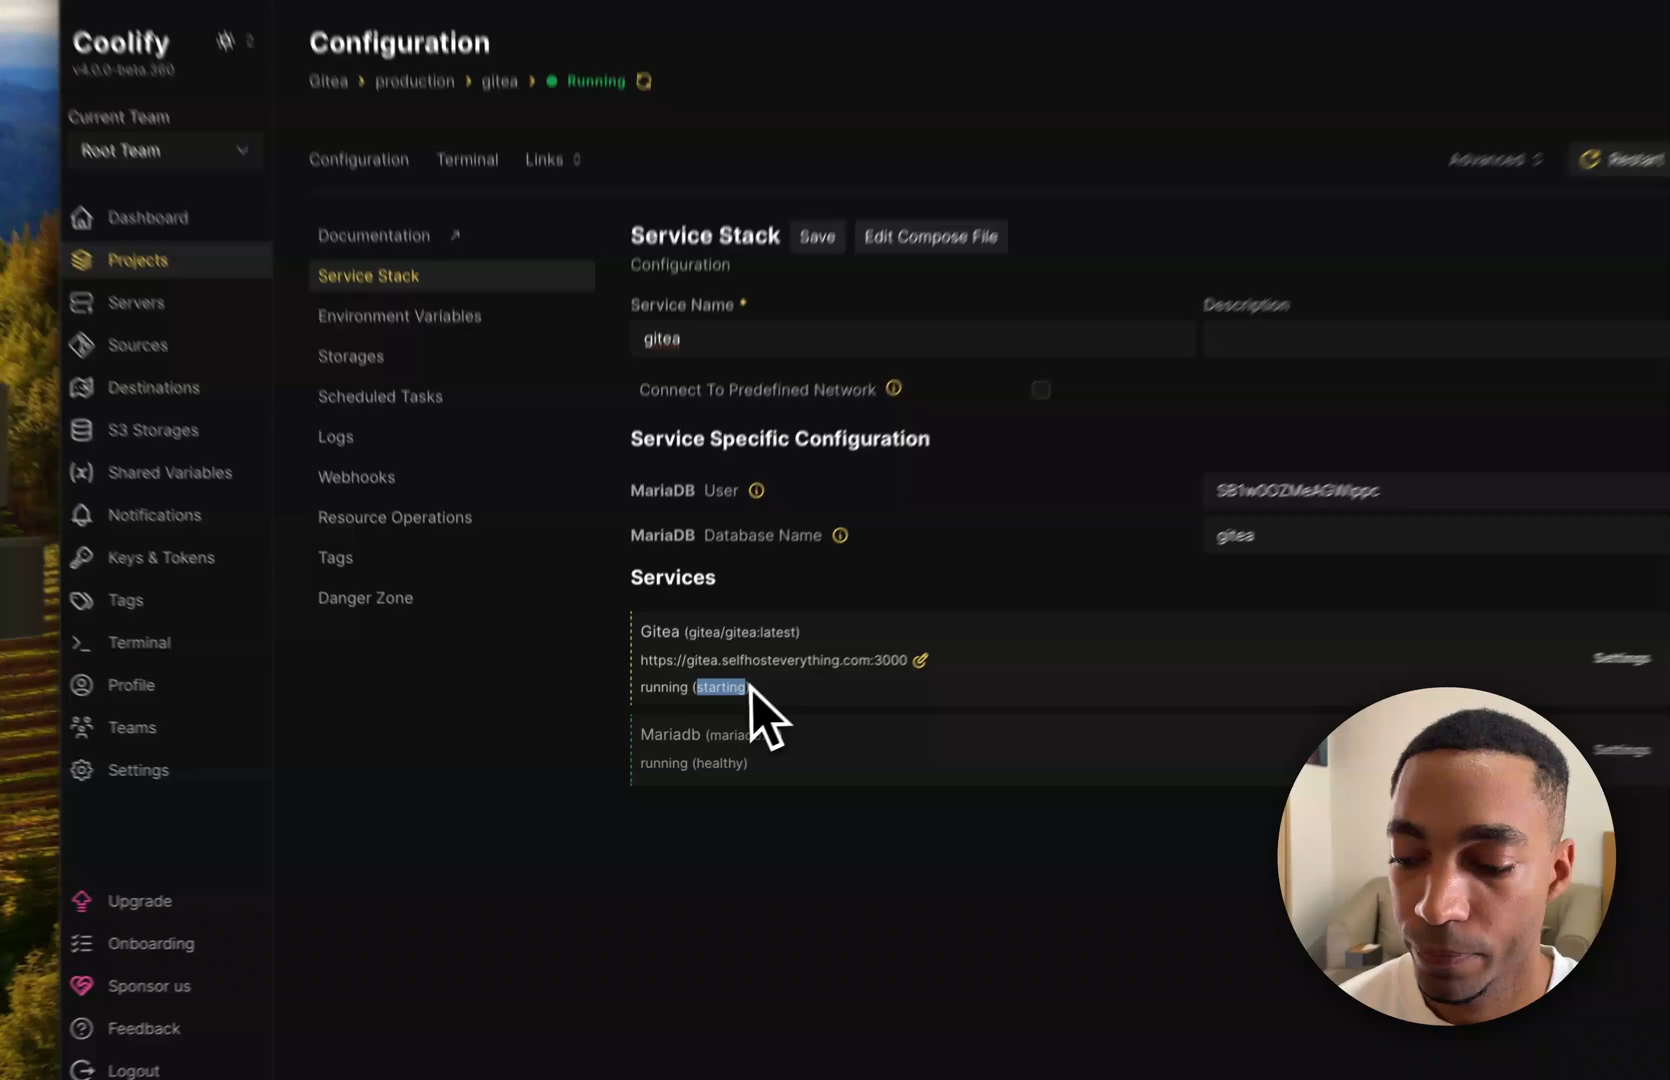 Coolify
v4.0.0-beta.360
Current Team
Root Team
Dashboard
Projects
Servers
Sources
Destinations
S3 Storages
Shared Variables
Notifications
Keys & Tokens
Tags
Terminal
Profile
Teams
Settings
Upgrade
Onboarding
Sponsor us
Feedback
Logout
Configuration
Gitea > production > gitea > Running
Configuration Terminal Links
Advanced Restart
Documentation
Service Stack
Environment Variables
Storages
Scheduled Tasks
Logs
Webhooks
Resource Operations
Tags
Danger Zone
Service Stack Save Edit Compose File
Configuration
Service Name * Description
gitea
Connect To Predefined Network
Service Specific Configuration
MariaDB User
MariaDB Database Name gitea
Services
Gitea (gitea/gitea:latest)
https://gitea.selfhosteverything.com:3000
Settings
running (starting)
Mariadb
Settings
running (healthy)